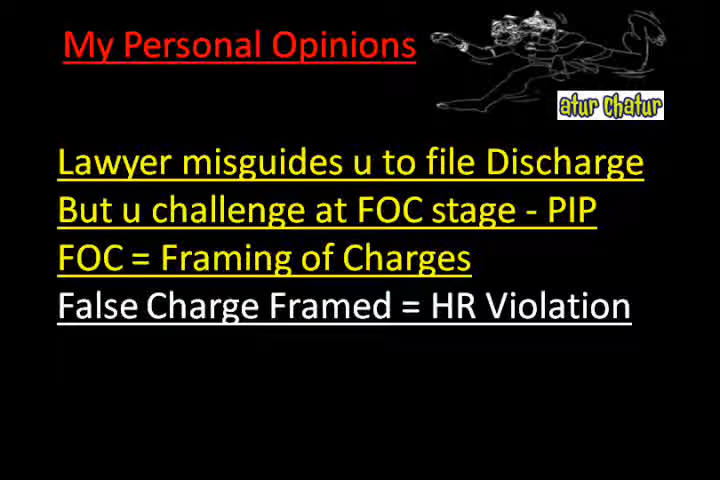 My Personal Opinions
atur chatur
Lawyer misguides u to file Discharge
But u challenge at FOC stage - PIP
FOC = Framing of Charges
False Charge Framed = HR Violation